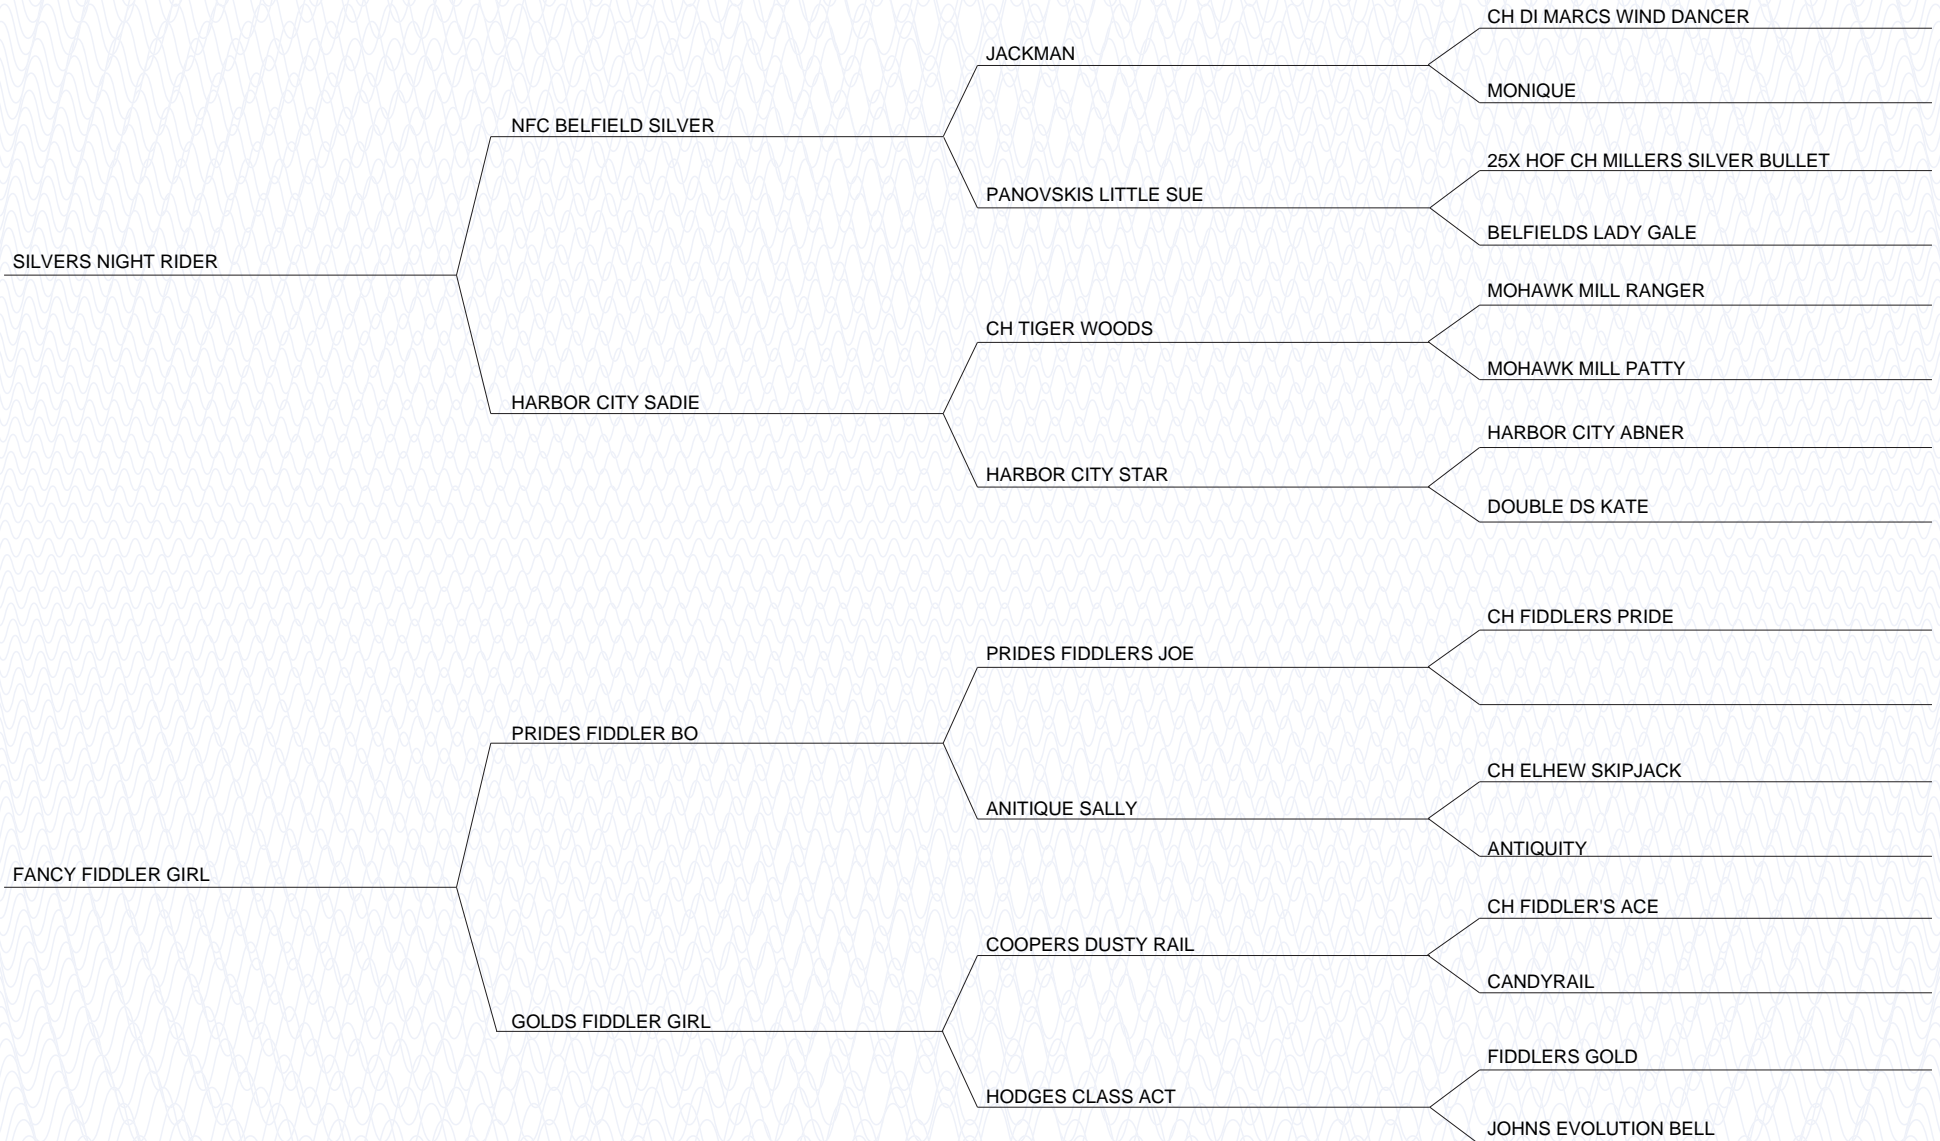 CH DI MARCS WIND DANCER
JACKMAN
MONIQUE
NFC BELFIELD SILVER
25X HOF CH MILLERS SILVER BULLET
PANOVSKIS LITTLE SUE
BELFIELDS LADY GALE
SILVERS NIGHT RIDER
MOHAWK MILL RANGER
CH TIGER WOODS
MOHAWK MILL PATTY
HARBOR CITY SADIE
HARBOR CITY ABNER
HARBOR CITY STAR
DOUBLE DS KATE
CH FIDDLERS PRIDE
PRIDES FIDDLERS JOE
PRIDES FIDDLER BO
CH ELHEW SKIPJACK
ANITIQUE SALLY
ANTIQUITY
FANCY FIDDLER GIRL
CH FIDDLER'S ACE
COOPERS DUSTY RAIL
CANDYRAIL
GOLDS FIDDLER GIRL
FIDDLERS GOLD
HODGES CLASS ACT
JOHNS EVOLUTION BELL